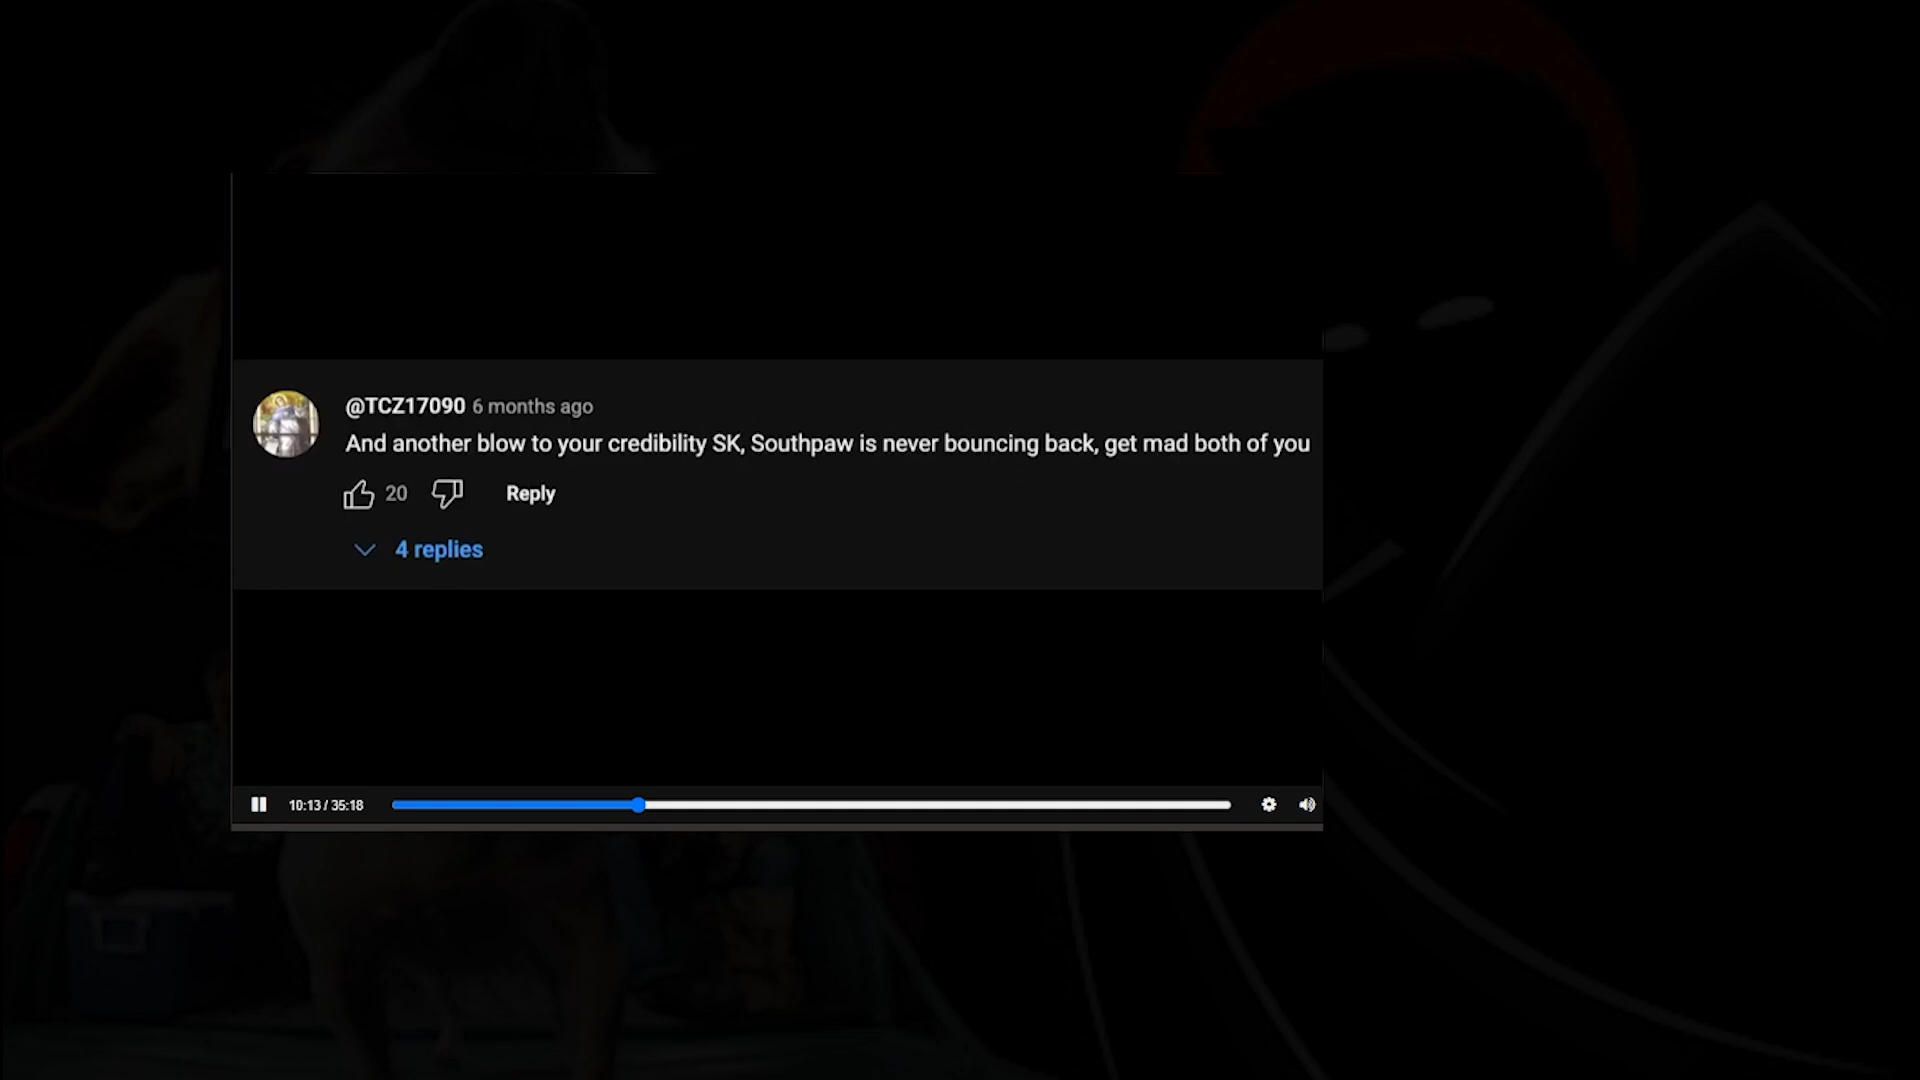 @TCZ17090 6 months ago
And another blow to your credibility SK, Southpaw is never bouncing back, get mad both of you
20 Reply
4 replies
10:13 / 35:18